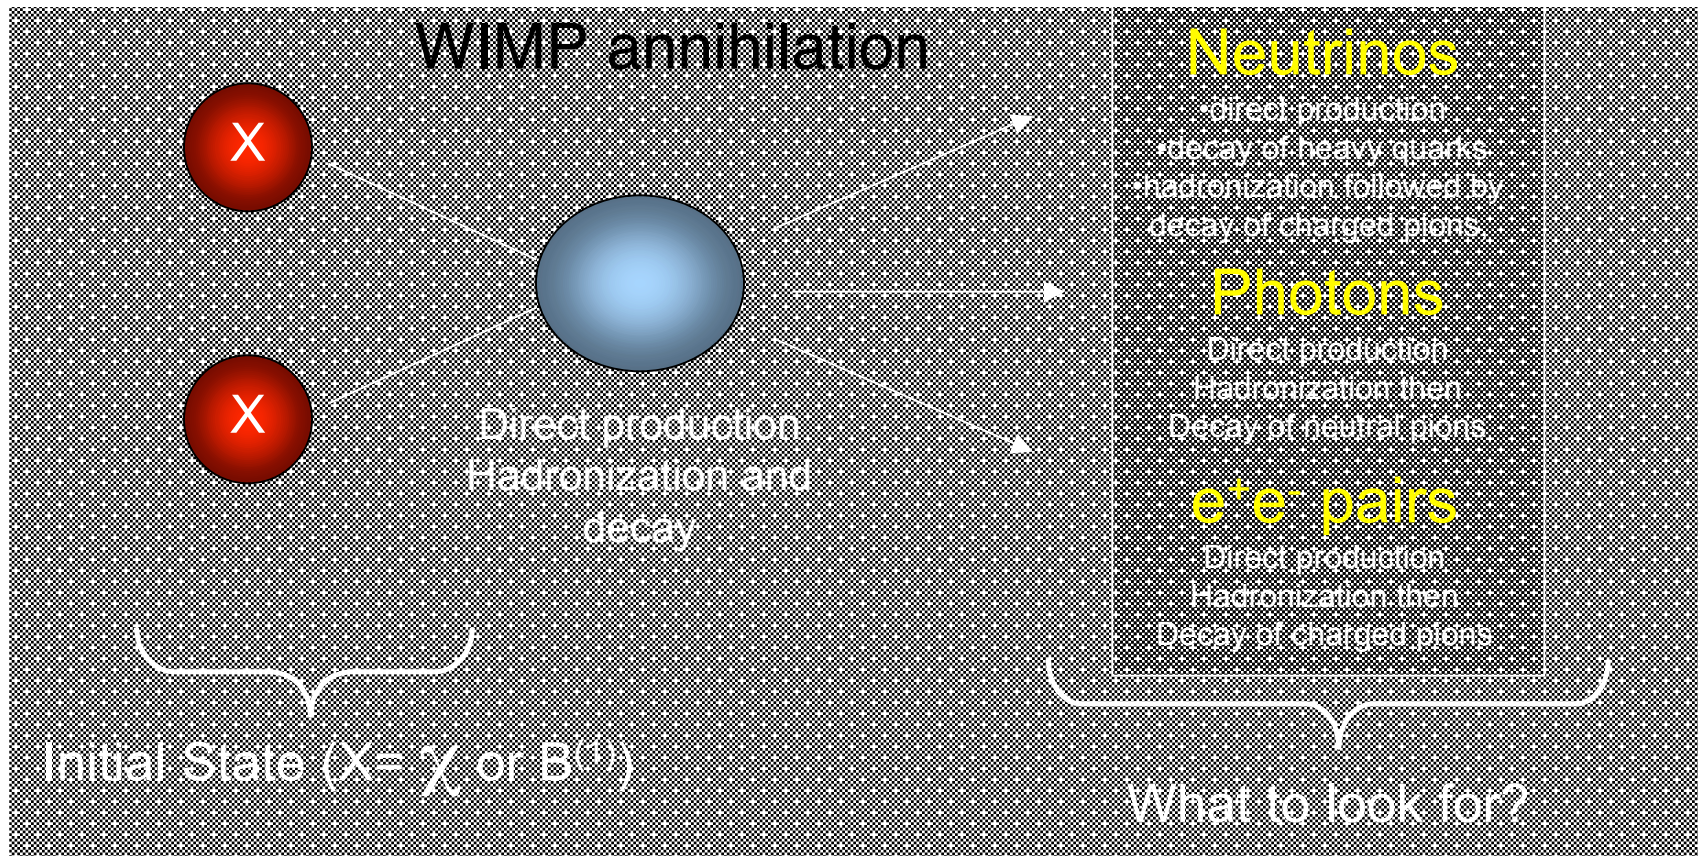 WIMP annihilation
X
X
Direct production
Hadronization and
decay
Initial State (X= χ or B⁽¹⁾)
Neutrinos
•direct production
•decay of heavy quarks
•hadronization followed by
decay of charged pions.
Photons
Direct production
Hadronization then
Decay of neutral pions
e⁺e⁻ pairs
Direct production
Hadronization then
Decay of charged pions
What to look for?